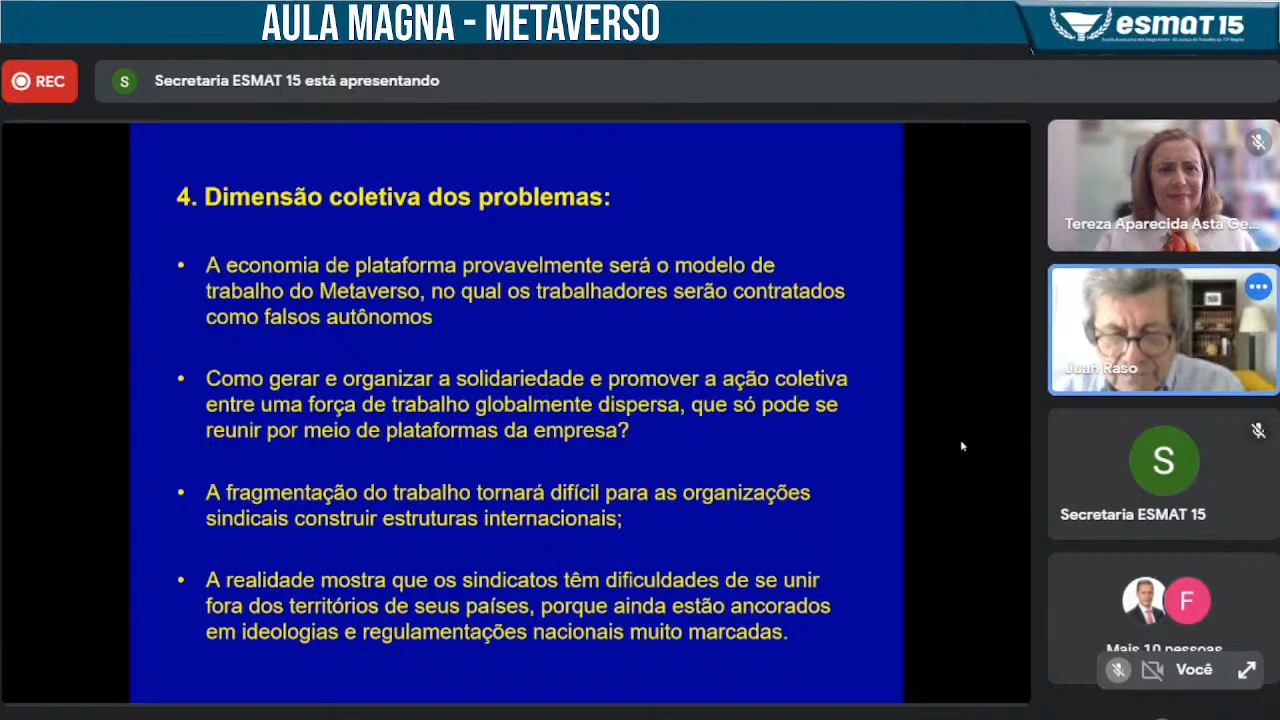 AULA MAGNA - METAVERSO
esmat 15
REC
S
Secretaria ESMAT 15 está apresentando
4. Dimensão coletiva dos problemas:
• A economia de plataforma provavelmente será o modelo de
trabalho do Metaverso, no qual os trabalhadores serão contratados
como falsos autônomos
• Como gerar e organizar a solidariedade e promover a ação coletiva
entre uma força de trabalho globalmente dispersa, que só pode se
reunir por meio de plataformas da empresa?
• A fragmentação do trabalho tornará difícil para as organizações
sindicais construir estruturas internacionais;
• A realidade mostra que os sindicatos têm dificuldades de se unir
fora dos territórios de seus países, porque ainda estão ancorados
em ideologias e regulamentações nacionais muito marcadas.
Tereza Aparecida Asta Ge...
Juan Raso
S
Secretaria ESMAT 15
F
Mais 10 pessoas
Você